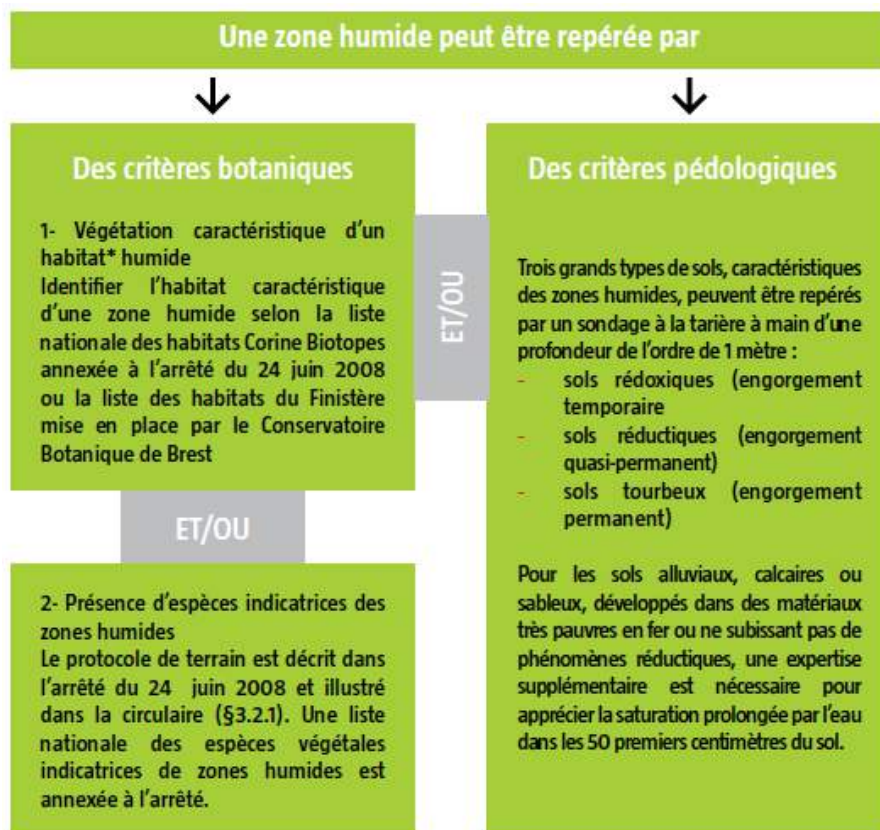 Une zone humide peut être repérée par
Des critères botaniques
1- Végétation caractéristique d'un
habitat* humide
Identifier l'habitat caractéristique
d'une zone humide selon la liste
nationale des habitats Corine Biotopes
annexée à l'arrêté du 24 juin 2008
ou la liste des habitats du Finistère
mise en place par le Conservatoire
Botanique de Brest
ET/OU
2- Présence d'espèces indicatrices des
zones humides
Le protocole de terrain est décrit dans
l'arrêté du 24 juin 2008 et illustré
dans la circulaire (§3.2.1). Une liste
nationale des espèces végétales
indicatrices de zones humides est
annexée à l'arrêté.
ET/OU
Des critères pédologiques
Trois grands types de sols, caractéristiques
des zones humides, peuvent être repérés
par un sondage à la tarière à main d'une
profondeur de l'ordre de 1 mètre :
- sols rédoxiques (engorgement
temporaire
- sols réductiques (engorgement
quasi-permanent)
- sols tourbeux (engorgement
permanent)
Pour les sols alluviaux, calcaires ou
sableux, développés dans des matériaux
très pauvres en fer ou ne subissant pas de
phénomènes réductiques, une expertise
supplémentaire est nécessaire pour
apprécier la saturation prolongée par l'eau
dans les 50 premiers centimètres du sol.